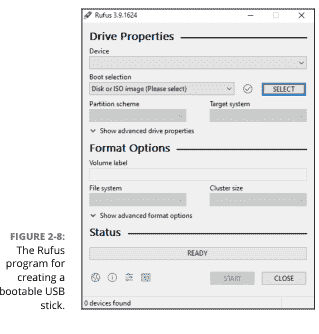 Rufus 3.9.1624
Drive Properties
Device
Boot selection
Disk or ISO image (Please select)
SELECT
Partition scheme
Target system
Show advanced drive properties
Format Options
Volume label
File system
Cluster size
Show advanced format options
Status
READY
START
CLOSE
0 devices found
FIGURE 2-8:
The Rufus
program for
creating a
bootable USB
stick.